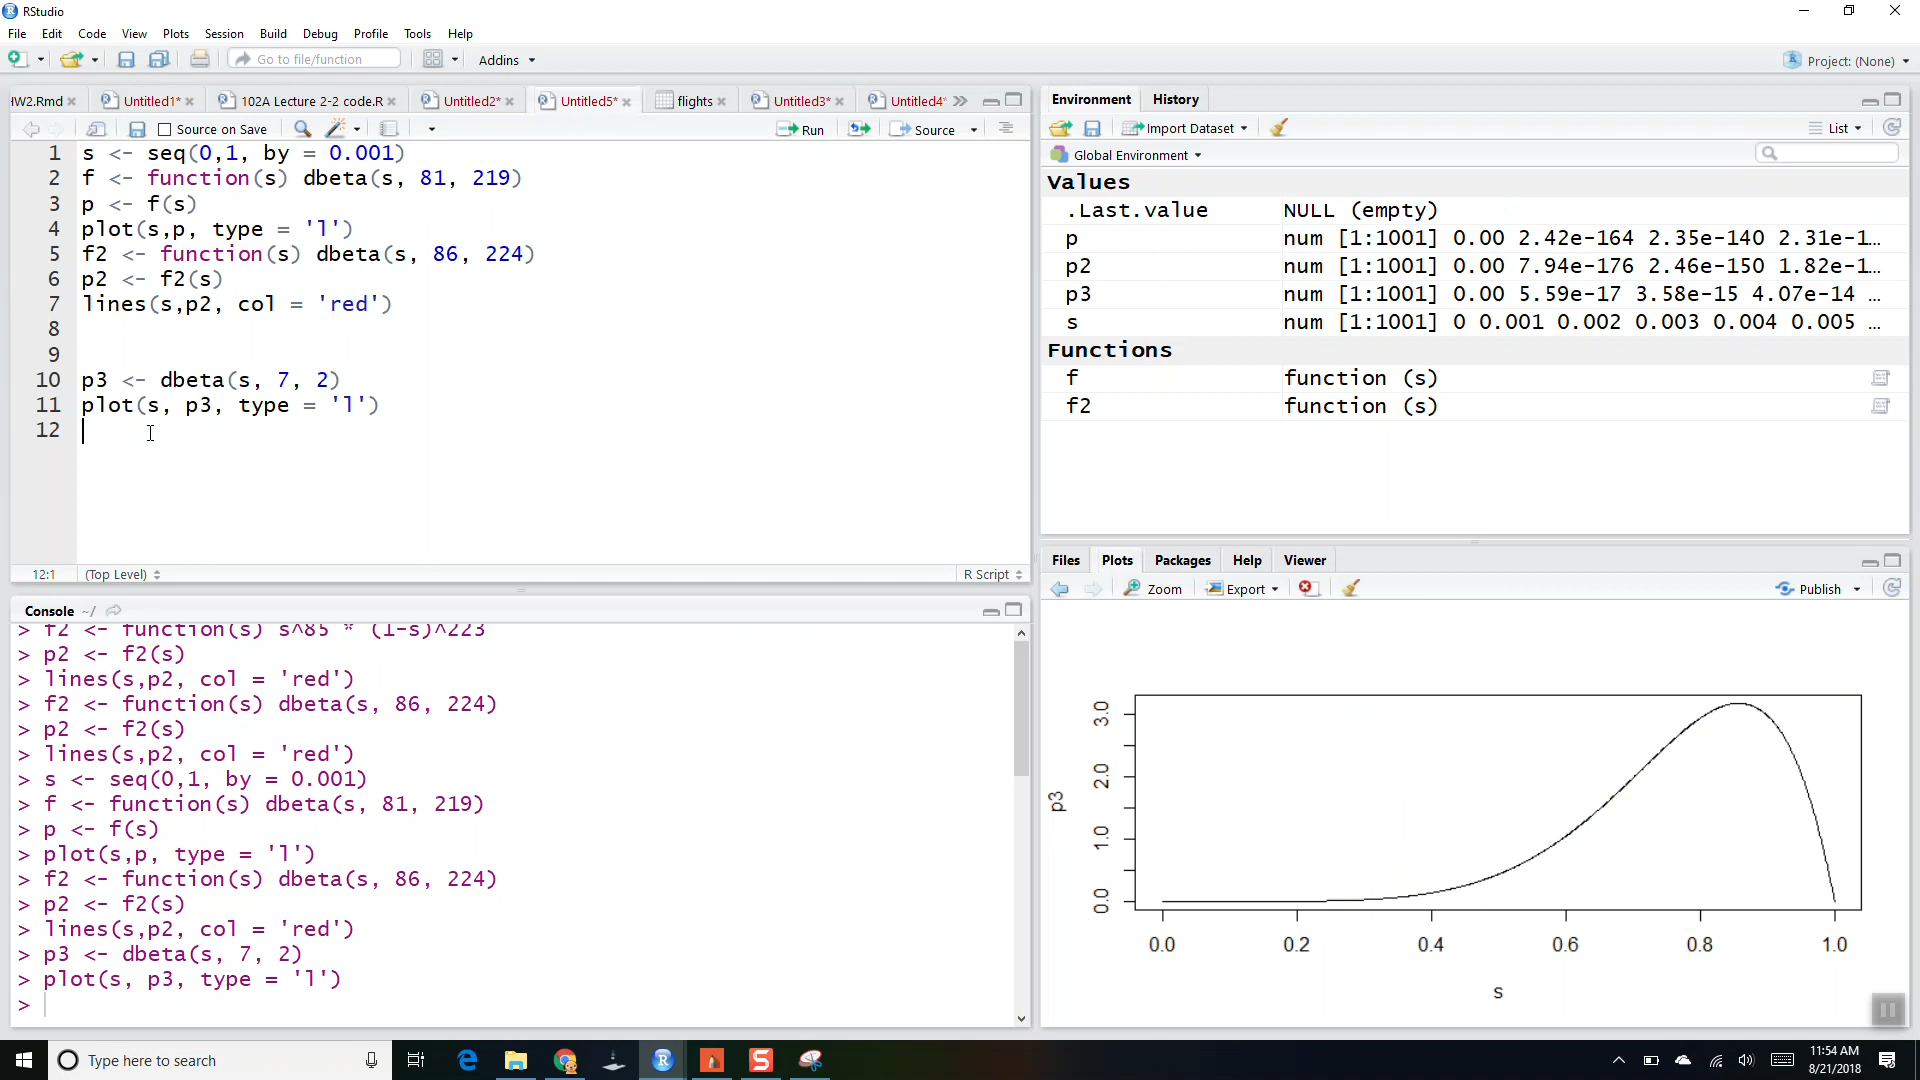 RStudio
File Edit Code View Plots Session Build Debug Profile Tools Help
Go to file/function Addins Project: (None)
HW2.Rmd Untitled1* 102A Lecture 2-2 code.R Untitled2* Untitled5* flights Untitled3* Untitled4*
Source on Save Run Source
1 s <- seq(0,1, by = 0.001)
2 f <- function(s) dbeta(s, 81, 219)
3 p <- f(s)
4 plot(s,p, type = 'l')
5 f2 <- function(s) dbeta(s, 86, 224)
6 p2 <- f2(s)
7 lines(s,p2, col = 'red')
8
9
10 p3 <- dbeta(s, 7, 2)
11 plot(s, p3, type = 'l')
12
12:1 (Top Level) R Script
Console ~/
> f2 <- function(s) s^85 * (1-s)^223
> p2 <- f2(s)
> lines(s,p2, col = 'red')
> f2 <- function(s) dbeta(s, 86, 224)
> p2 <- f2(s)
> lines(s,p2, col = 'red')
> s <- seq(0,1, by = 0.001)
> f <- function(s) dbeta(s, 81, 219)
> p <- f(s)
> plot(s,p, type = 'l')
> f2 <- function(s) dbeta(s, 86, 224)
> p2 <- f2(s)
> lines(s,p2, col = 'red')
> p3 <- dbeta(s, 7, 2)
> plot(s, p3, type = 'l')
>
Environment History
Import Dataset List
Global Environment
Values
.Last.value NULL (empty)
p num [1:1001] 0.00 2.42e-164 2.35e-140 2.31e-1…
p2 num [1:1001] 0.00 7.94e-176 2.46e-150 1.82e-1…
p3 num [1:1001] 0.00 5.59e-17 3.58e-15 4.07e-14 …
s num [1:1001] 0 0.001 0.002 0.003 0.004 0.005 …
Functions
f function (s)
f2 function (s)
Files Plots Packages Help Viewer
Zoom Export Publish
p3
3.0
2.0
1.0
0.0
0.0 0.2 0.4 0.6 0.8 1.0
s
Type here to search
11:54 AM
8/21/2018